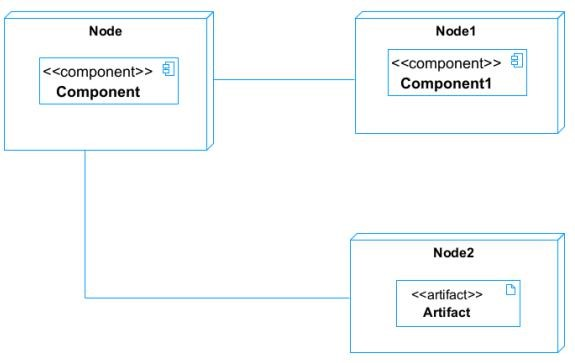 Node
<<component>>
Component
Node1
<<component>>
Component1
Node2
<<artifact>>
Artifact